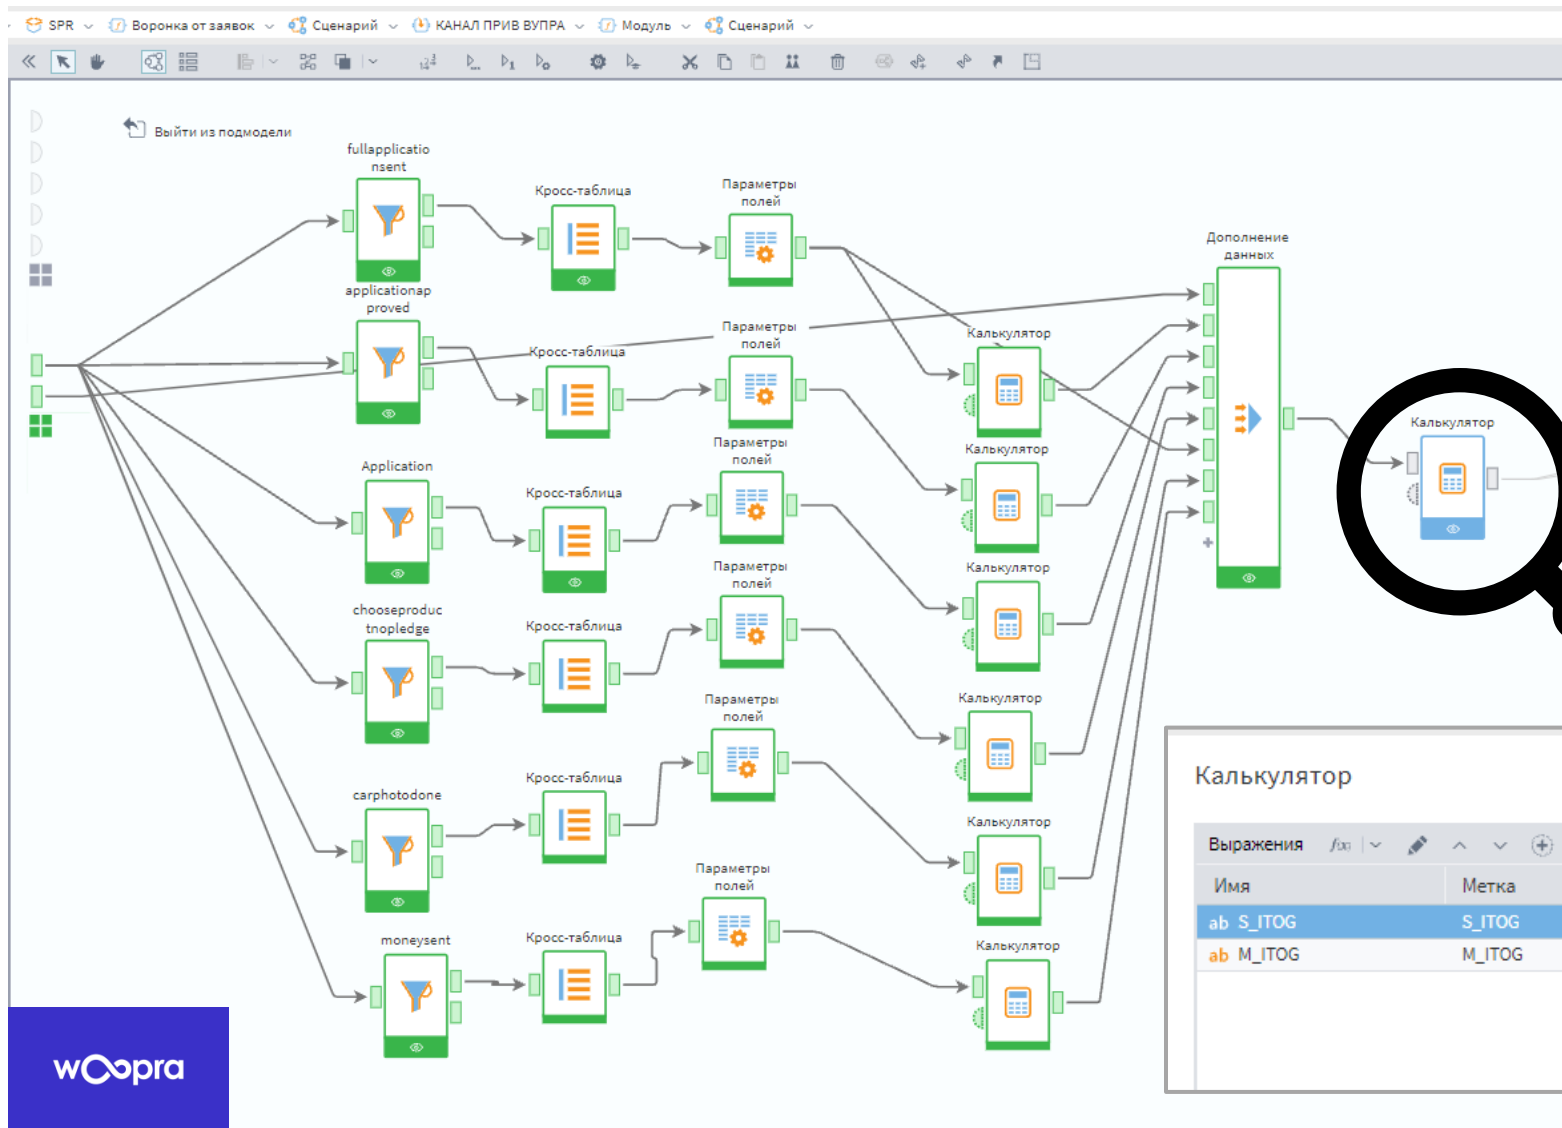 SPR Воронка от заявок Сценарий КАНАЛ ПРИВ ВУПРА Модуль Сценарий
Выйти из подмодели
fullapplicatio
nsent
Кросс-таблица
Параметры
полей
Дополнение
данных
applicationap
proved
Кросс-таблица
Параметры
полей
Калькулятор
Калькулятор
Application
Кросс-таблица
Параметры
полей
Калькулятор
chooseproduc
tnopledge
Кросс-таблица
Параметры
полей
Калькулятор
carphotodone
Кросс-таблица
Параметры
полей
Калькулятор
moneysent
Кросс-таблица
Параметры
полей
Калькулятор
Калькулятор
Калькулятор
Выражения
Имя Метка
ab S_ITOG S_ITOG
ab M_ITOG M_ITOG
woopra